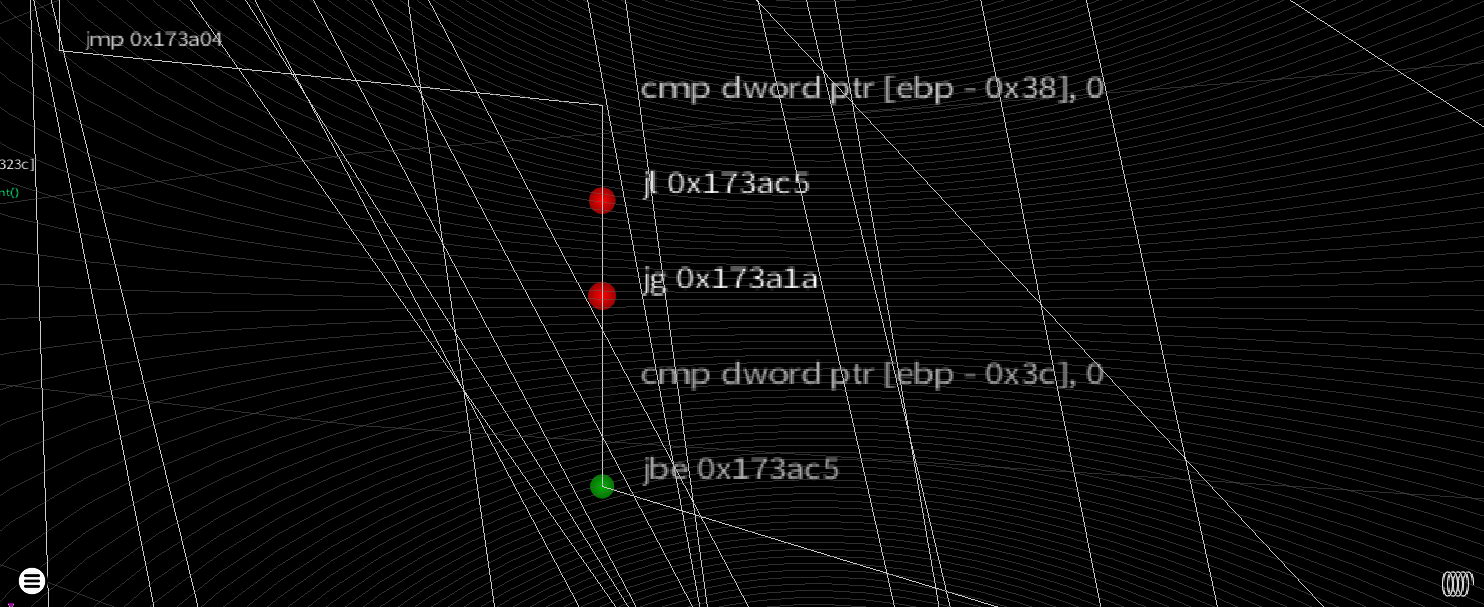 jmp 0x173a04
cmp dword ptr [ebp - 0x38], 0
323c]
jl 0x173ac5
nt()
jg 0x173a1a
cmp dword ptr [ebp - 0x3c], 0
jbe 0x173ac5